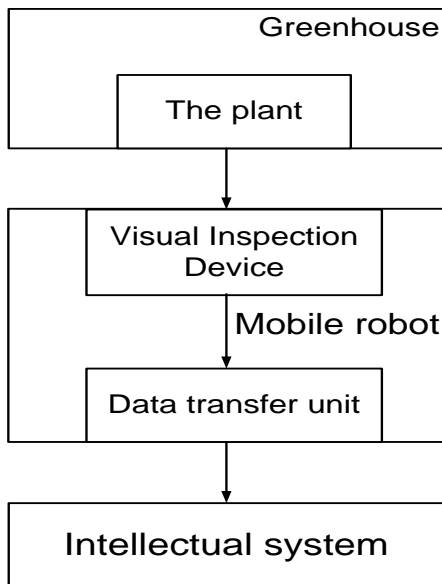 Greenhouse
The plant
Visual Inspection
Device
Mobile robot
Data transfer unit
Intellectual system